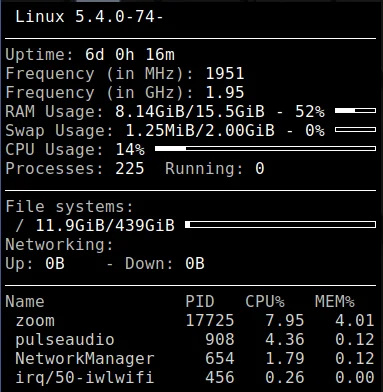 Linux 5.4.0-74-
Uptime: 6d 0h 16m
Frequency (in MHz): 1951
Frequency (in GHz): 1.95
RAM Usage: 8.14GiB/15.5GiB - 52%
Swap Usage: 1.25MiB/2.00GiB - 0%
CPU Usage: 14%
Processes: 225  Running: 0
File systems:
/ 11.9GiB/439GiB
Networking:
Up: 0B    - Down: 0B
Name              PID   CPU%   MEM%
zoom              17725   7.95   4.01
pulseaudio          908   4.36   0.12
NetworkManager      654   1.79   0.12
irq/50-iwlwifi      456   0.26   0.00